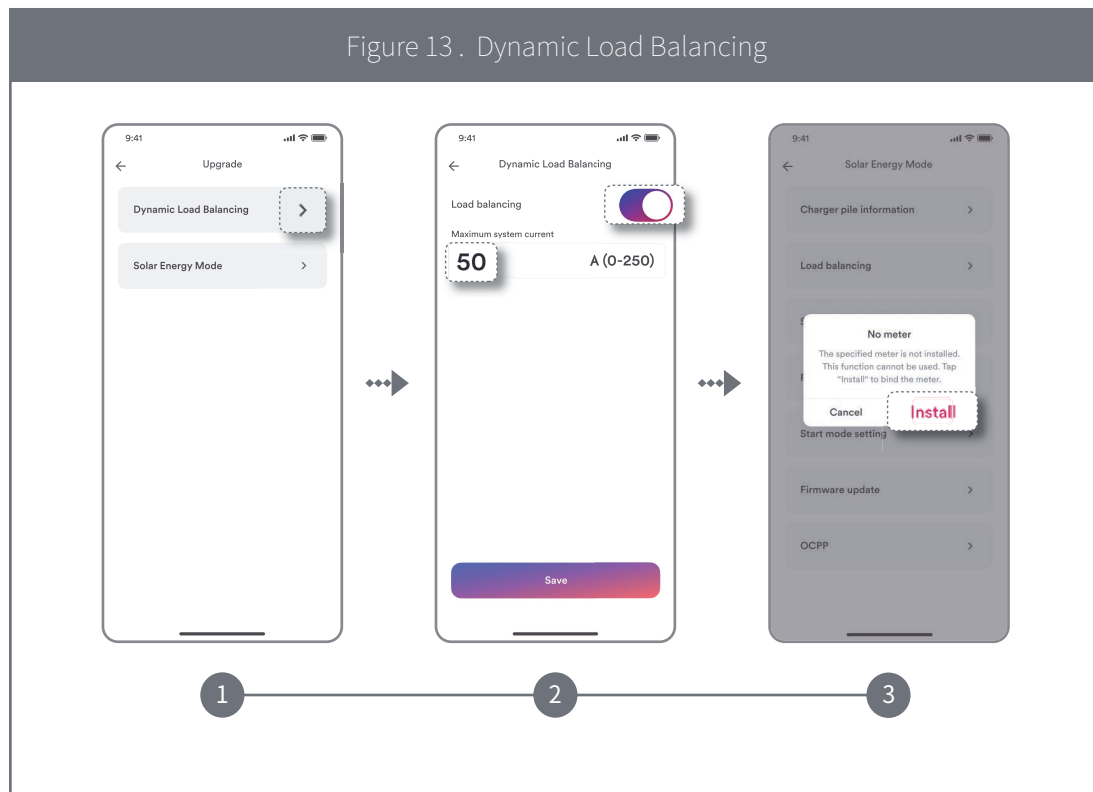 Figure 13 . Dynamic Load Balancing
9:41
Upgrade
Dynamic Load Balancing
Solar Energy Mode
9:41
Dynamic Load Balancing
Load balancing
Maximum system current
50 A (0-250)
Save
9:41
Solar Energy Mode
Charger pile information
Load balancing
No meter
The specified meter is not installed.
This function cannot be used. Tap
"Install" to bind the meter.
Cancel Install
Start mode setting
Firmware update
OCPP
1 2 3